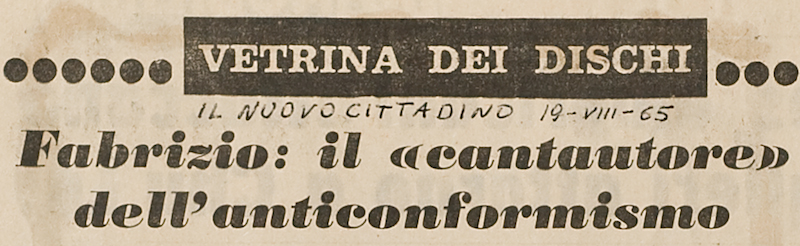 VETRINA DEI DISCHI
IL NUOVO CITTADINO 19-VIII-65
Fabrizio: il «cantautore»
dell'anticonformismo